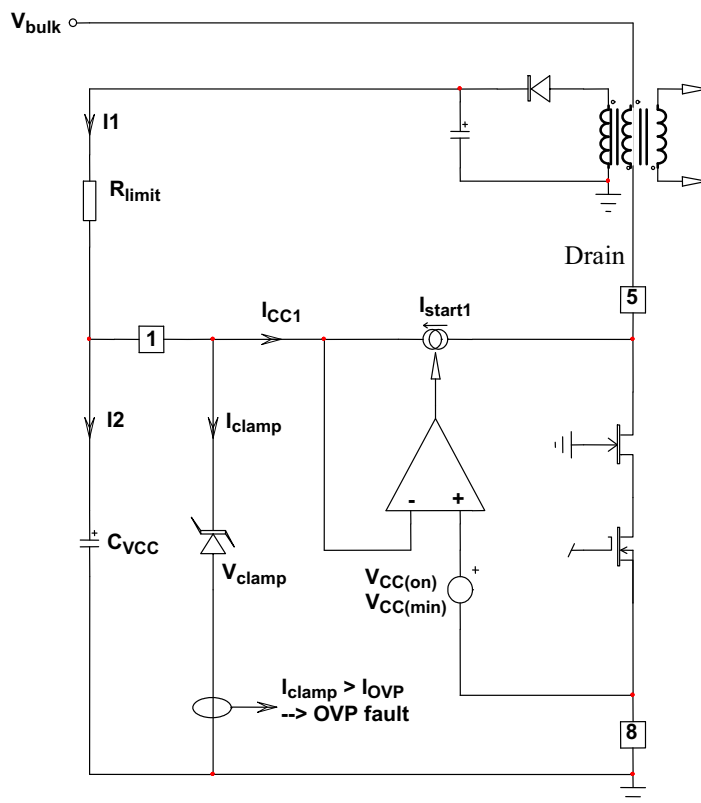 Vbulk
I1
Rlimit
Drain
5
ICC1
Istart1
1
I2
Iclamp
- +
CVCC
Vclamp
VCC(on)
VCC(min)
Iclamp > IOVP
--> OVP fault
8